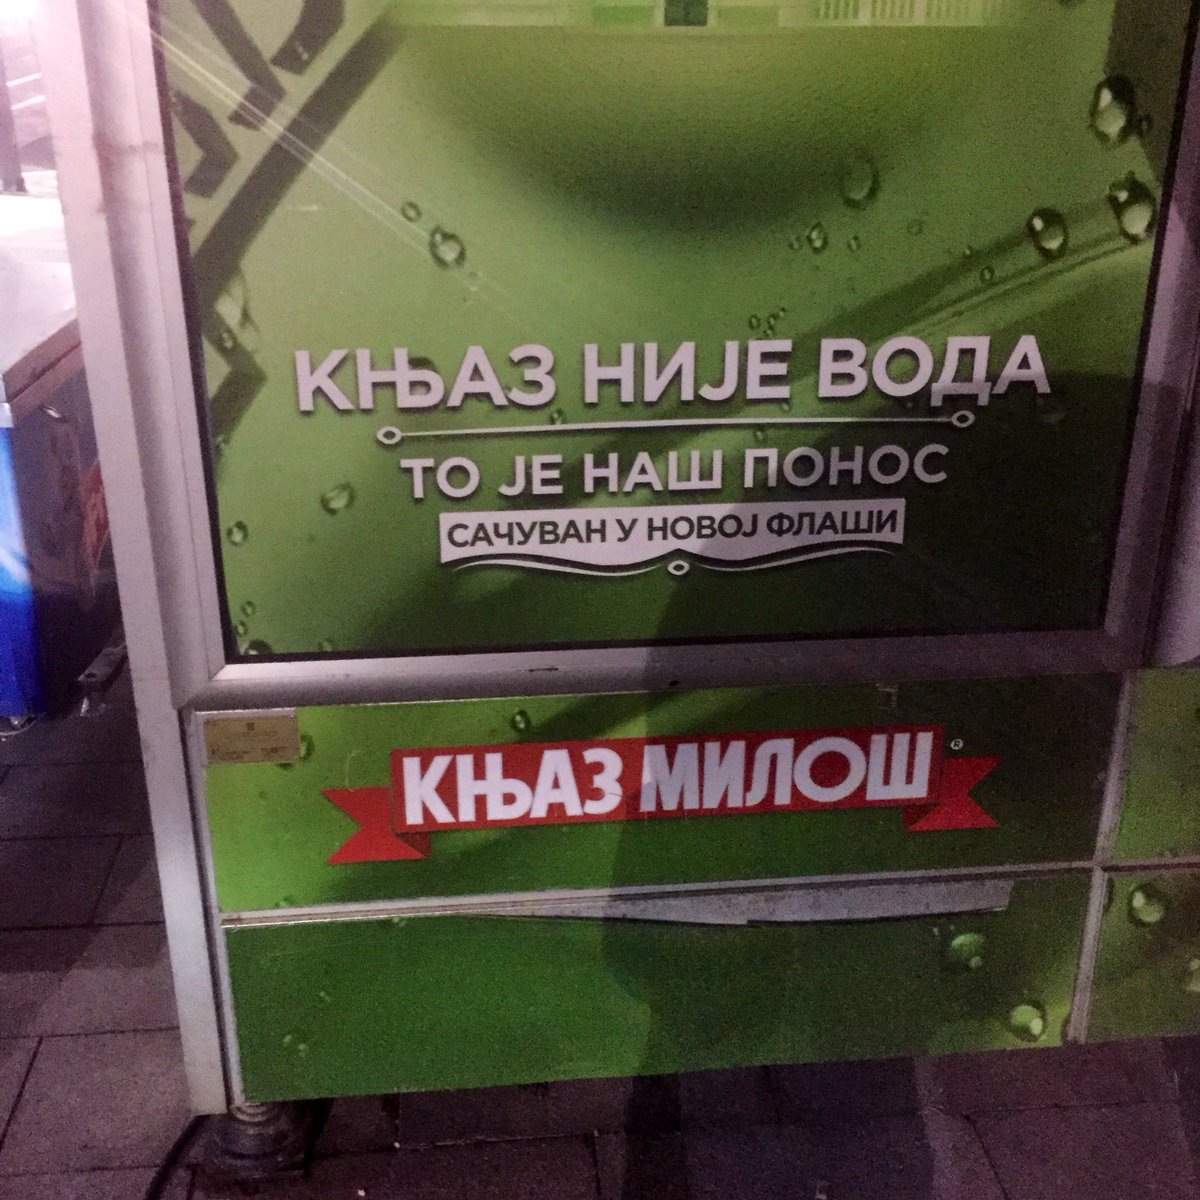 КЊАЗ НИЈЕ ВОДА
ТО ЈЕ НАШ ПОНОС
САЧУВАН У НОВОЈ ФЛАШИ
КЊАЗ МИЛОШ ®